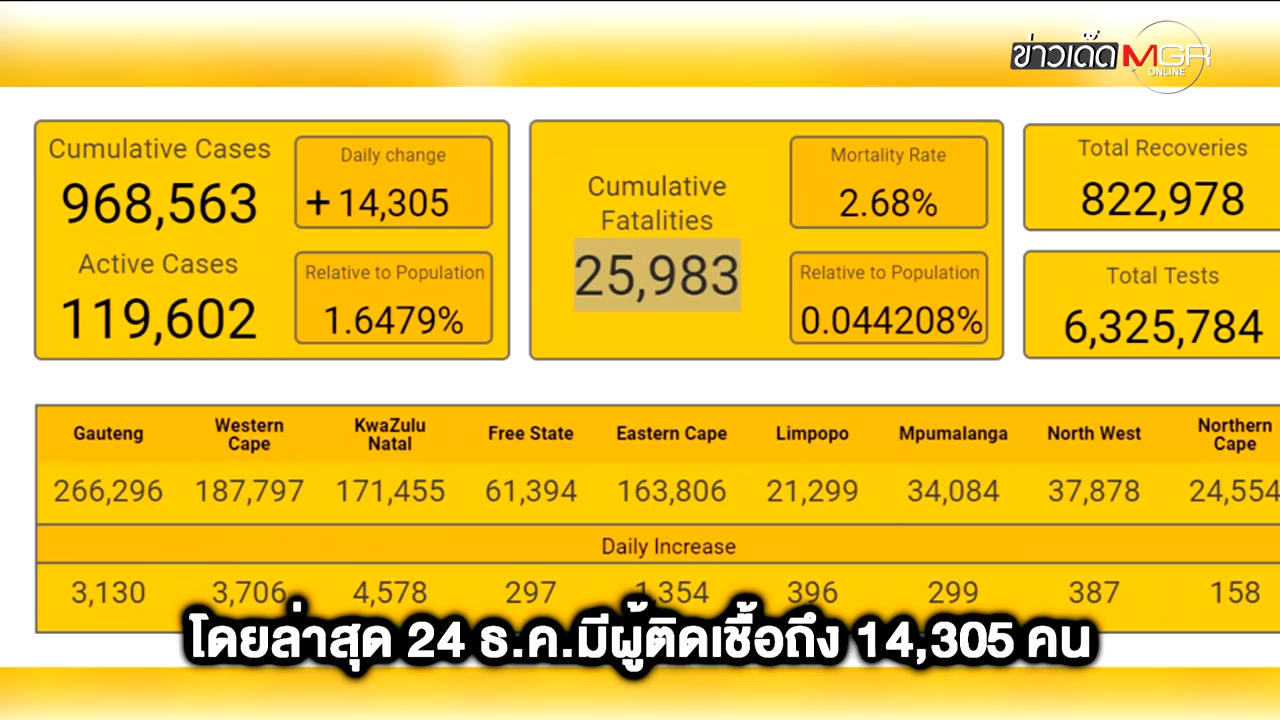 ข่าวเด็ด MGR
ONLINE
Cumulative Cases
968,563
Daily change
+14,305
Active Cases
119,602
Relative to Population
1.6479%
Cumulative
Fatalities
25,983
Mortality Rate
2.68%
Relative to Population
0.044208%
Total Recoveries
822,978
Total Tests
6,325,784
Gauteng Western Cape KwaZulu Natal Free State Eastern Cape Limpopo Mpumalanga North West Northern Cape
266,296 187,797 171,455 61,394 163,806 21,299 34,084 37,878 24,554
Daily Increase
3,130 3,706 4,578 297 1,354 396 299 387 158
โดยล่าสุด 24 ธ.ค.มีผู้ติดเชื้อถึง 14,305 คน